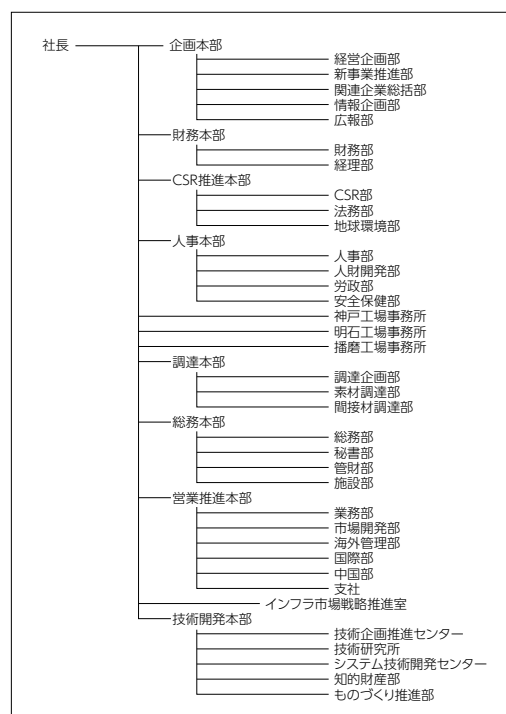 社長
企画本部
経営企画部
新事業推進部
関連企業総括部
情報企画部
広報部
財務本部
財務部
経理部
CSR推進本部
CSR部
法務部
地球環境部
人事本部
人事部
人財開発部
労政部
安全保健部
神戸工場事務所
明石工場事務所
播磨工場事務所
調達本部
調達企画部
素材調達部
間接材調達部
総務本部
総務部
秘書部
管財部
施設部
営業推進本部
業務部
市場開発部
海外管理部
国際部
中国部
支社
インフラ市場戦略推進室
技術開発本部
技術企画推進センター
技術研究所
システム技術開発センター
知的財産部
ものづくり推進部